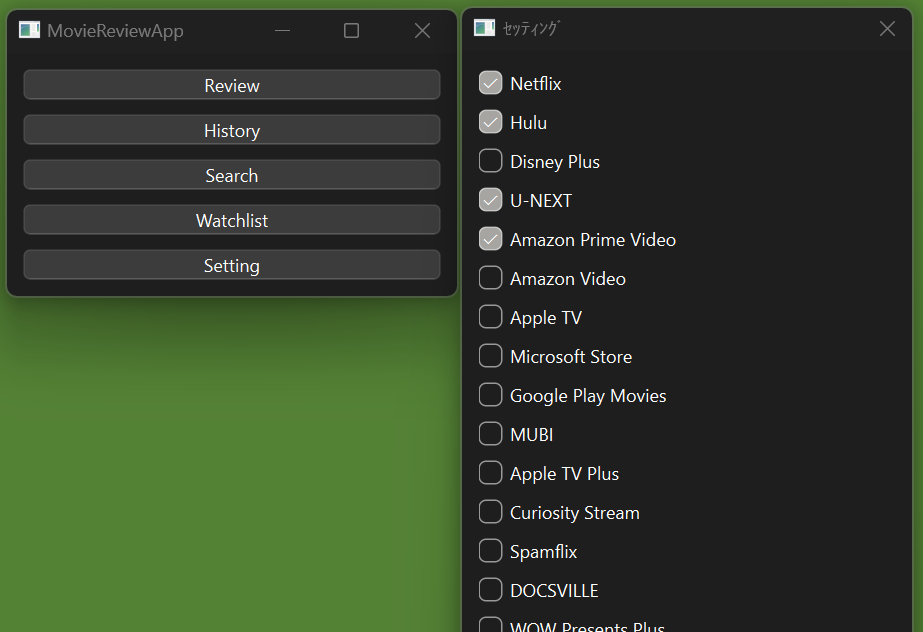 MovieReviewApp
Review
History
Search
Watchlist
Setting
ｾｯﾃｨﾝｸﾞ
Netflix
Hulu
Disney Plus
U-NEXT
Amazon Prime Video
Amazon Video
Apple TV
Microsoft Store
Google Play Movies
MUBI
Apple TV Plus
Curiosity Stream
Spamflix
DOCSVILLE
WOW Presents Plus